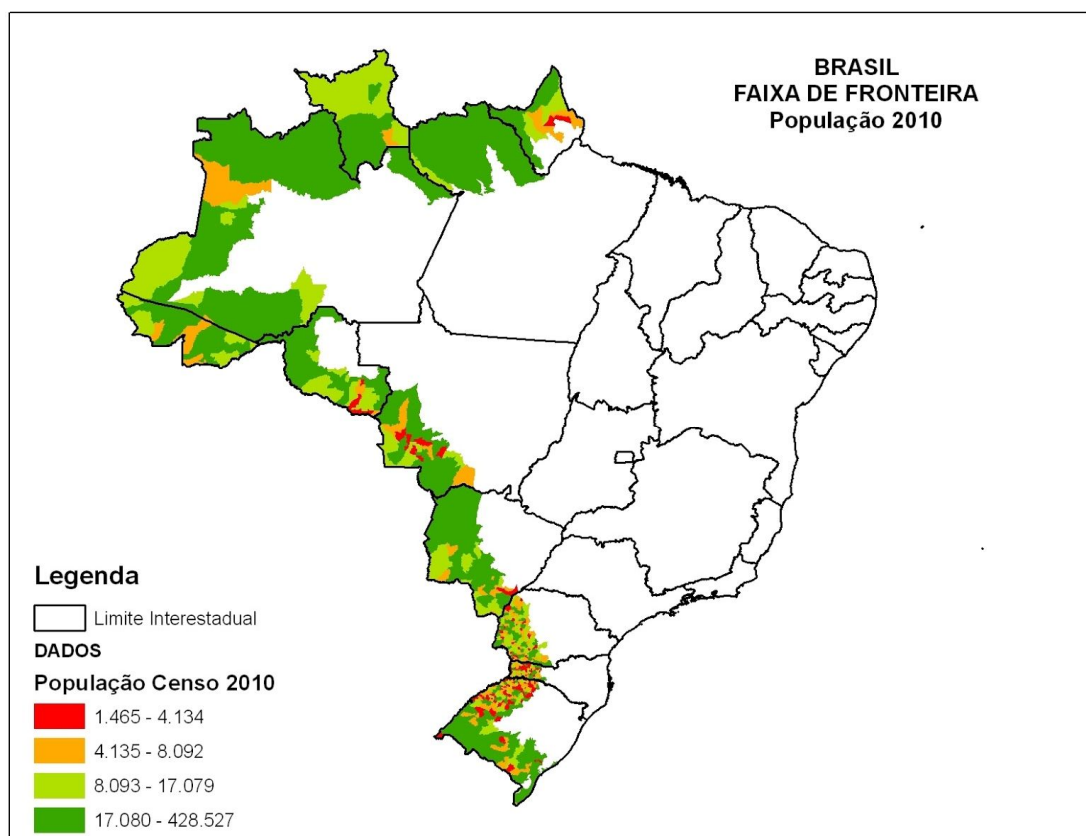 BRASIL
FAIXA DE FRONTEIRA
População 2010
Legenda
Limite Interestadual
DADOS
População Censo 2010
1.465 - 4.134
4.135 - 8.092
8.093 - 17.079
17.080 - 428.527